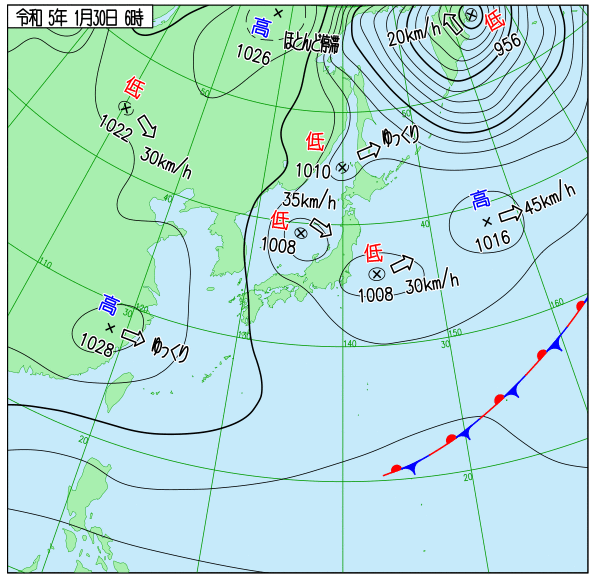 令和 5年 1月30日 6時
高
1026
ほとんど停滞
20km/h
低
956
低
1022
30km/h
50
低
1010
ゆっくり
35km/h
低
1008
高
45km/h
1016
40
40
低
1008
30km/h
110
高
1028
ゆっくり
30
120
130
140
30
150
160
20
20